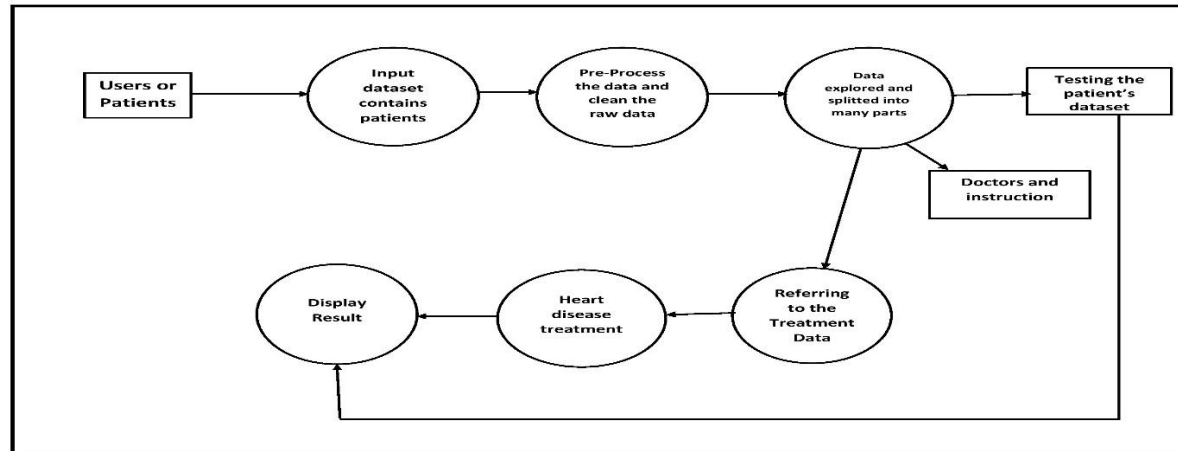 Users or
Patients
Input
dataset
contains
patients
Pre-Process
the data and
clean the
raw data
Data
explored and
splitted into
many parts
Testing the
patient's
dataset
Doctors and
instruction
Display
Result
Heart
disease
treatment
Referring
to the
Treatment
Data